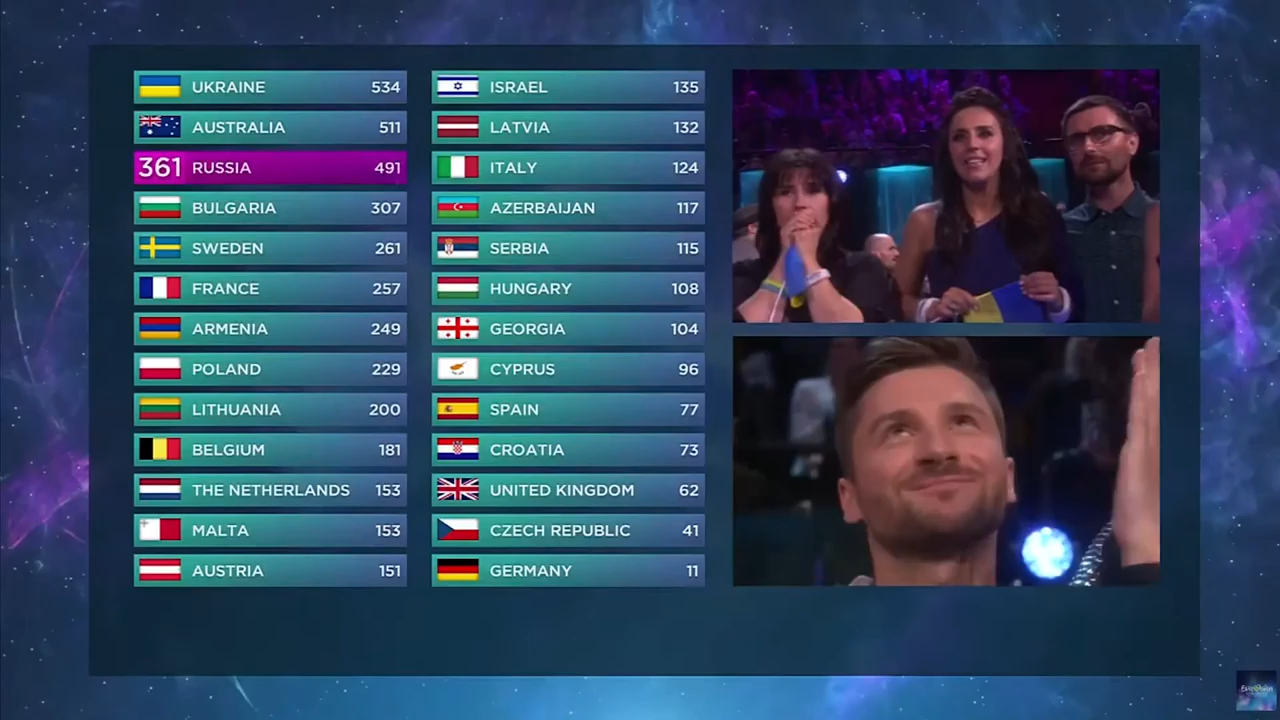 UKRAINE 534
AUSTRALIA 511
361 RUSSIA 491
BULGARIA 307
SWEDEN 261
FRANCE 257
ARMENIA 249
POLAND 229
LITHUANIA 200
BELGIUM 181
THE NETHERLANDS 153
MALTA 153
AUSTRIA 151
ISRAEL 135
LATVIA 132
ITALY 124
AZERBAIJAN 117
SERBIA 115
HUNGARY 108
GEORGIA 104
CYPRUS 96
SPAIN 77
CROATIA 73
UNITED KINGDOM 62
CZECH REPUBLIC 41
GERMANY 11
Eurovision